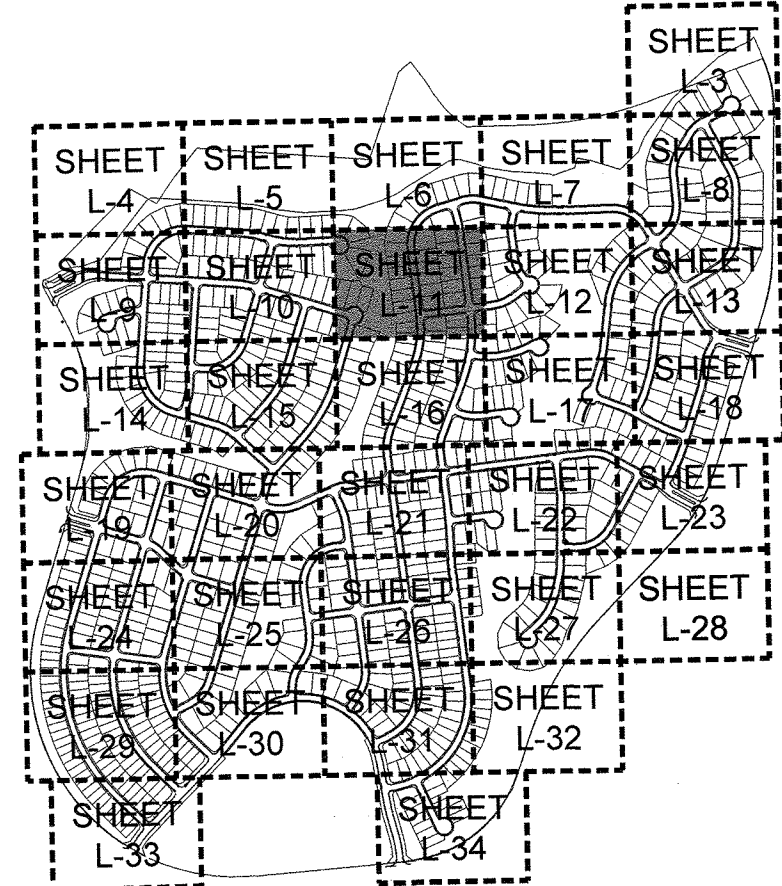 SHEET
L-3
SHEET
L-4
SHEET
L-5
SHEET
L-6
SHEET
L-7
SHEET
L-8
SHEET
L-9
SHEET
L-10
SHEET
L-11
SHEET
L-12
SHEET
L-13
SHEET
L-14
SHEET
L-15
SHEET
L-16
SHEET
L-17
SHEET
L-18
SHEET
L-19
SHEET
L-20
SHEET
L-21
SHEET
L-22
SHEET
L-23
SHEET
L-24
SHEET
L-25
SHEET
L-26
SHEET
L-27
SHEET
L-28
SHEET
L-29
SHEET
L-30
SHEET
L-31
SHEET
L-32
SHEET
L-33
SHEET
L-34